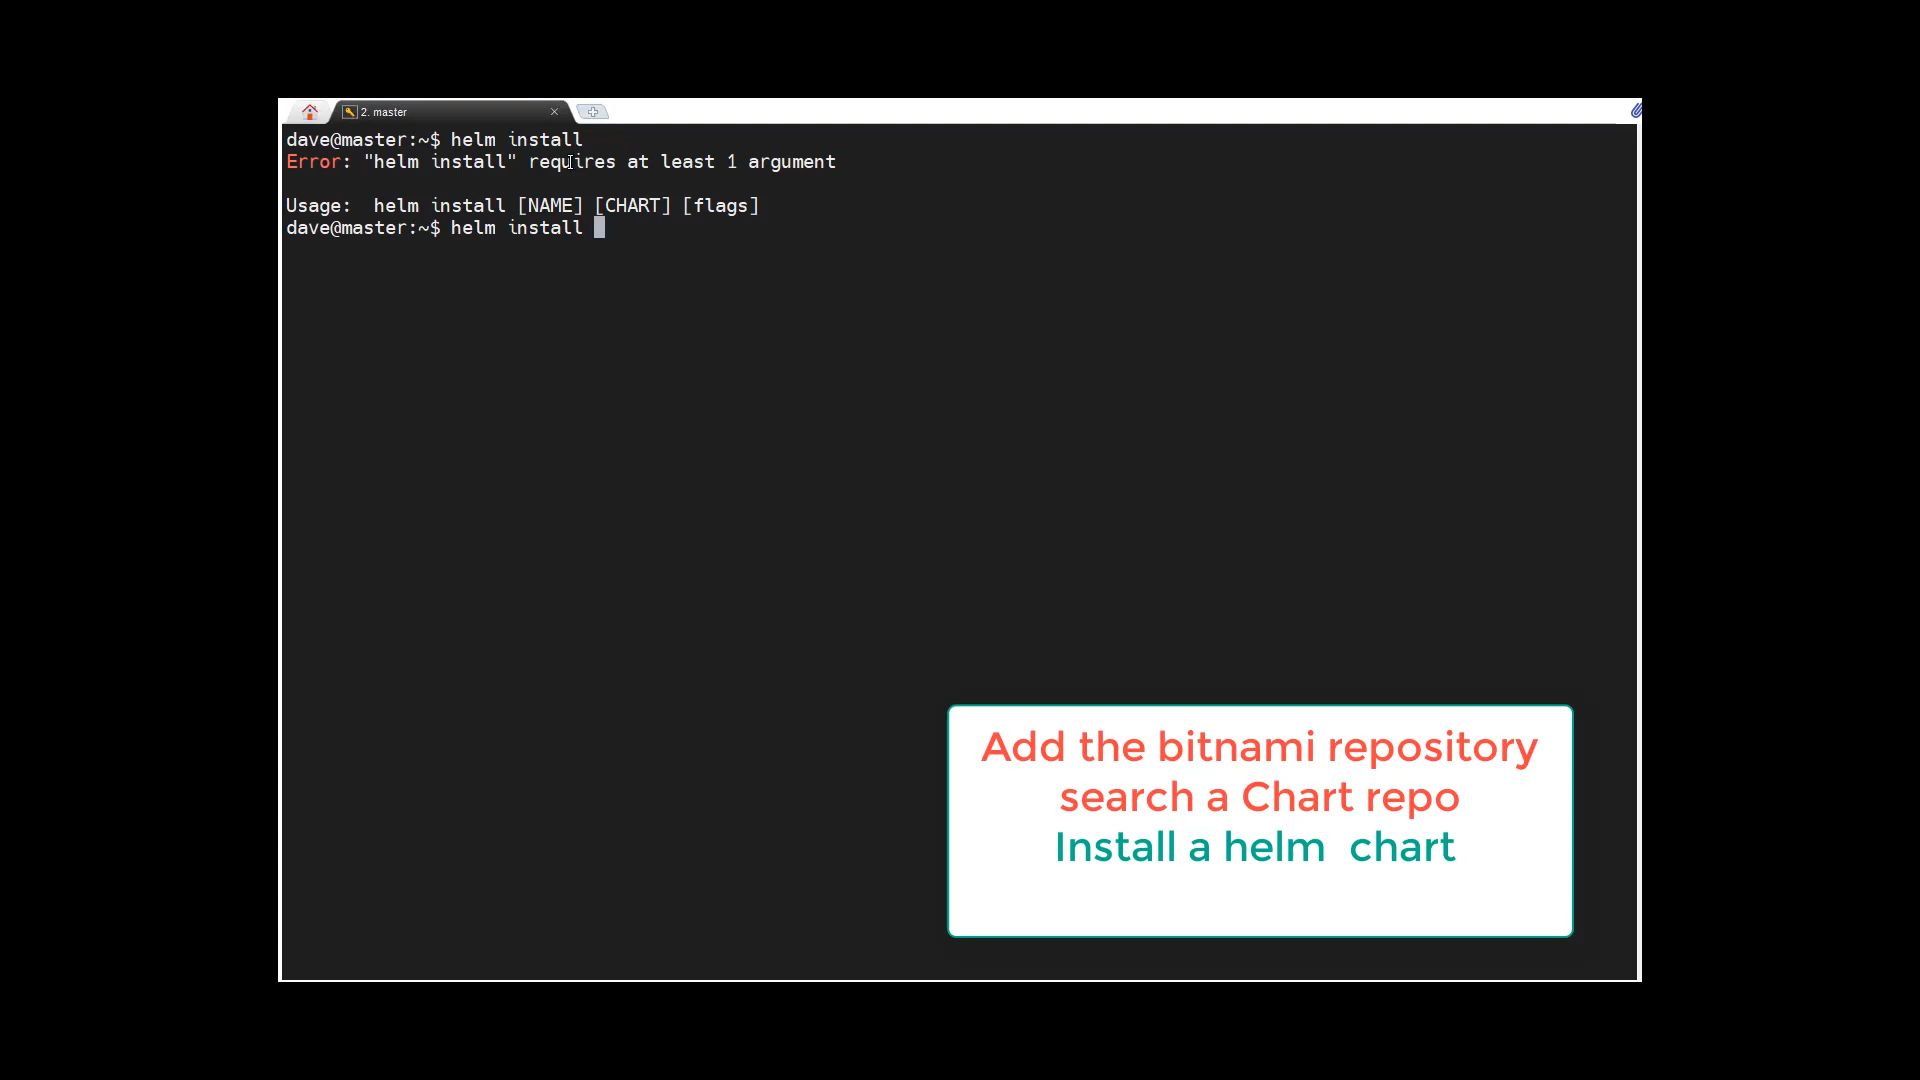 2. master
dave@master:~$ helm install
Error: "helm install" requires at least 1 argument
Usage:  helm install [NAME] [CHART] [flags]
dave@master:~$ helm install
Add the bitnami repository
search a Chart repo
Install a helm  chart